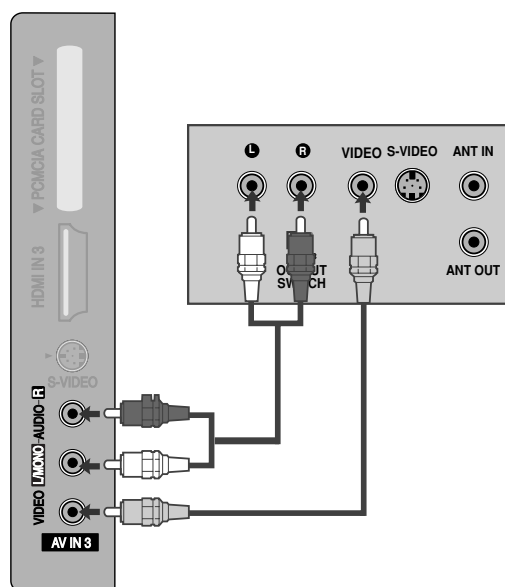 ▼ PCMCIA CARD SLOT ▼
HDMI IN 3
S-VIDEO
VIDEO L/MONO-AUDIO-R
AV IN 3
L R VIDEO S-VIDEO ANT IN
SWITCH
ANT OUT